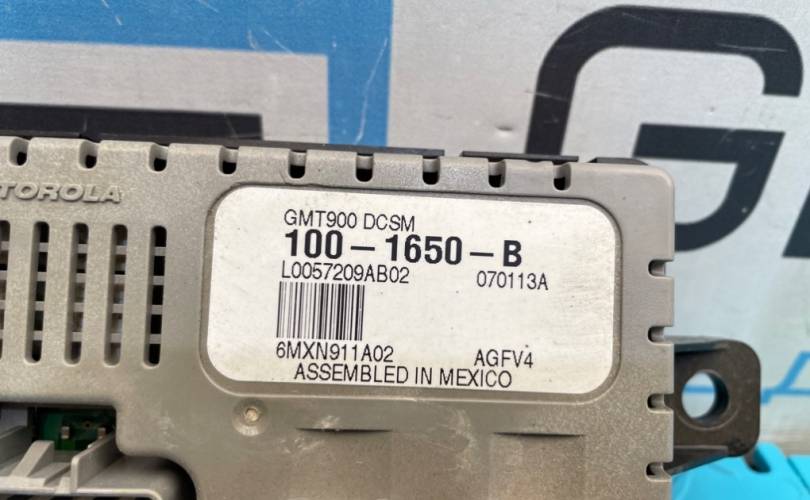 TOROLA
GMT900 DCSM
100-1650-B
L0057209AB02 070113A
6MXN911A02 AGFV4
ASSEMBLED IN MEXICO